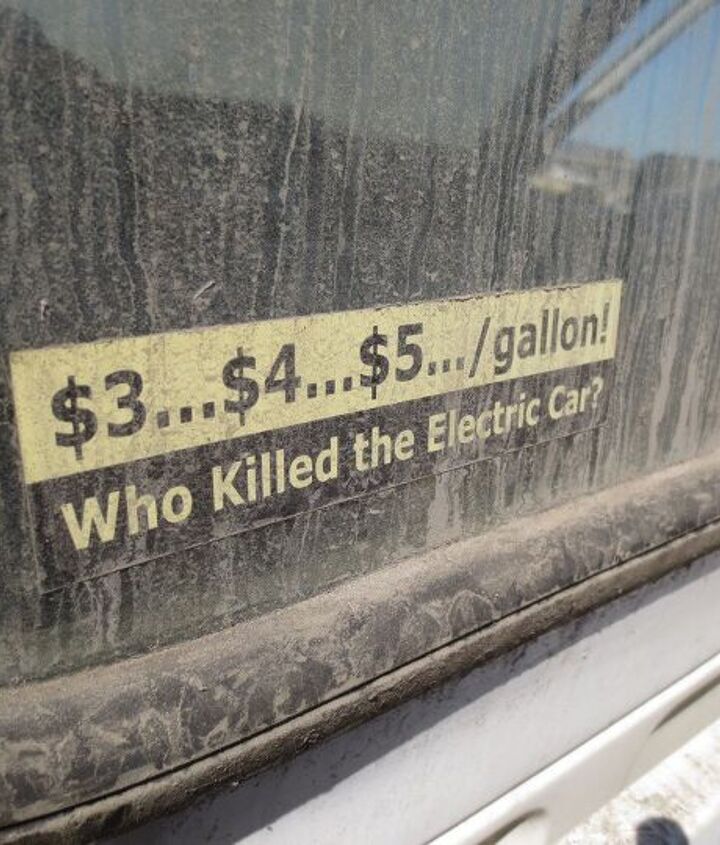 $3...$4...$5.../gallon!
Who Killed the Electric Car?